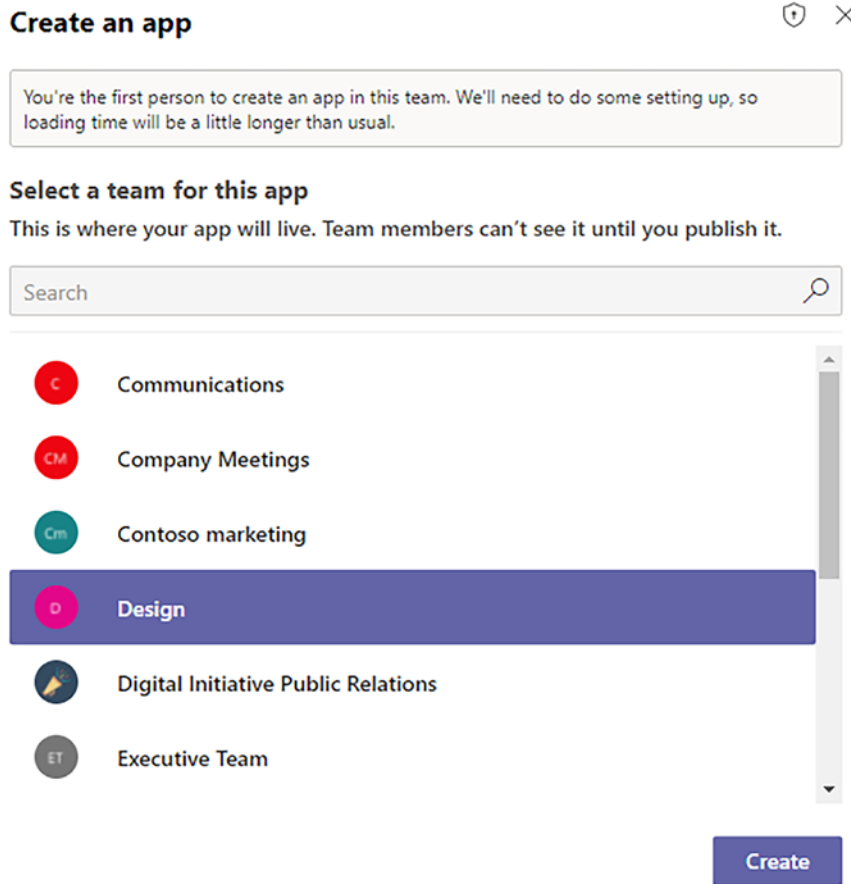 Create an app
You're the first person to create an app in this team. We'll need to do some setting up, so
loading time will be a little longer than usual.
Select a team for this app
This is where your app will live. Team members can’t see it until you publish it.
Search
C Communications
CM Company Meetings
Cm Contoso marketing
D Design
Digital Initiative Public Relations
ET Executive Team
Create